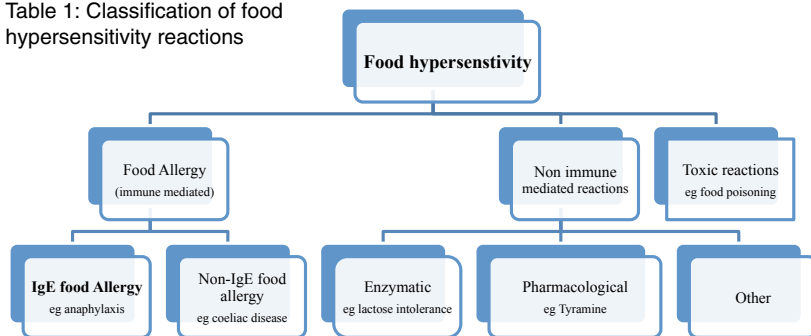 Table 1: Classification of food
hypersensitivity reactions
Food hypersenstivity
Food Allergy
(immune mediated)
Non immune
mediated reactions
Toxic reactions
eg food poisoning
IgE food Allergy
eg anaphylaxis
Non-IgE food
allergy
eg coeliac disease
Enzymatic
eg lactose intolerance
Pharmacological
eg Tyramine
Other